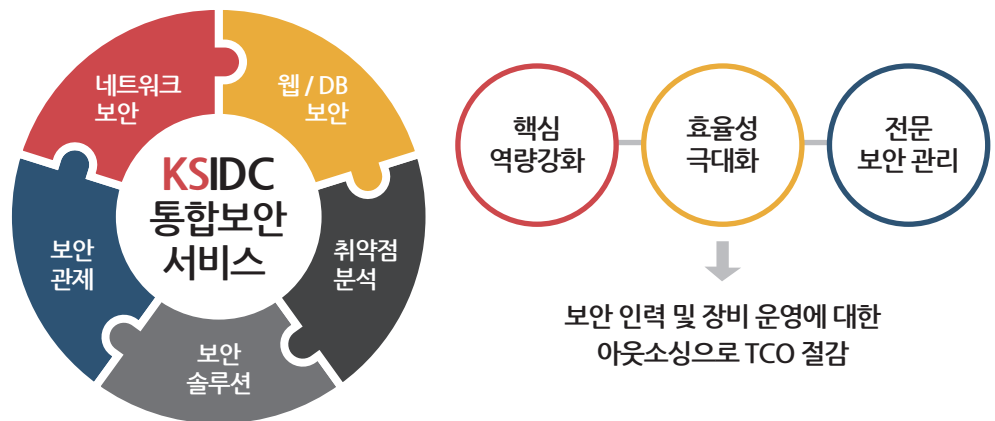 네트워크
보안
웹 / DB
보안
KSIDC
통합보안
서비스
보안
관제
취약점
분석
보안
솔루션
핵심
역량강화
효율성
극대화
전문
보안 관리
보안 인력 및 장비 운영에 대한
아웃소싱으로 TCO 절감